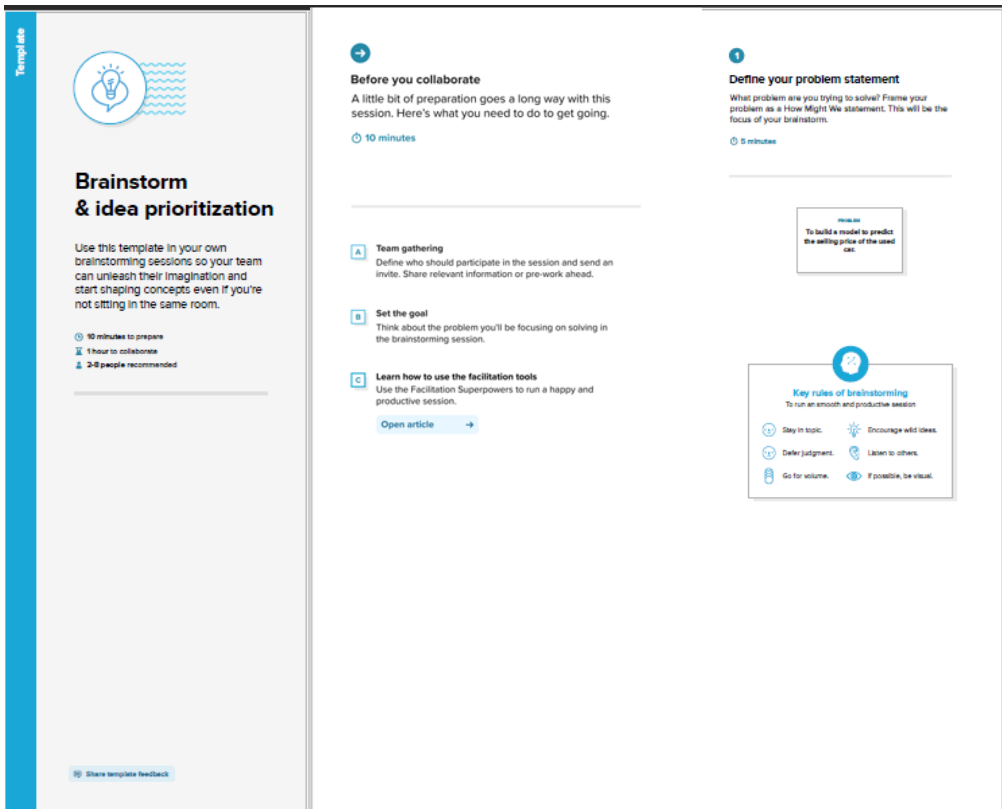 Template
Brainstorm
& idea prioritization
Use this template in your own
brainstorming sessions so your team
can unleash their imagination and
start shaping concepts even if you're
not sitting in the same room.
10 minutes to prepare
1 hour to collaborate
2-8 people recommended
Share template feedback
Before you collaborate
A little bit of preparation goes a long way with this
session. Here's what you need to do to get going.
10 minutes
A
Team gathering
Define who should participate in the session and send an
invite. Share relevant information or pre-work ahead.
B
Set the goal
Think about the problem you'll be focusing on solving in
the brainstorming session.
C
Learn how to use the facilitation tools
Use the Facilitation Superpowers to run a happy and
productive session.
Open article
1
Define your problem statement
What problem are you trying to solve? Frame your
problem as a How Might We statement. This will be the
focus of your brainstorm.
5 minutes
PROBLEM
To build a model to predict
the selling price of the used
car.
Key rules of brainstorming
To run an smooth and productive session
Stay in topic.
Encourage wild ideas.
Defer judgment.
Listen to others.
Go for volume.
If possible, be visual.